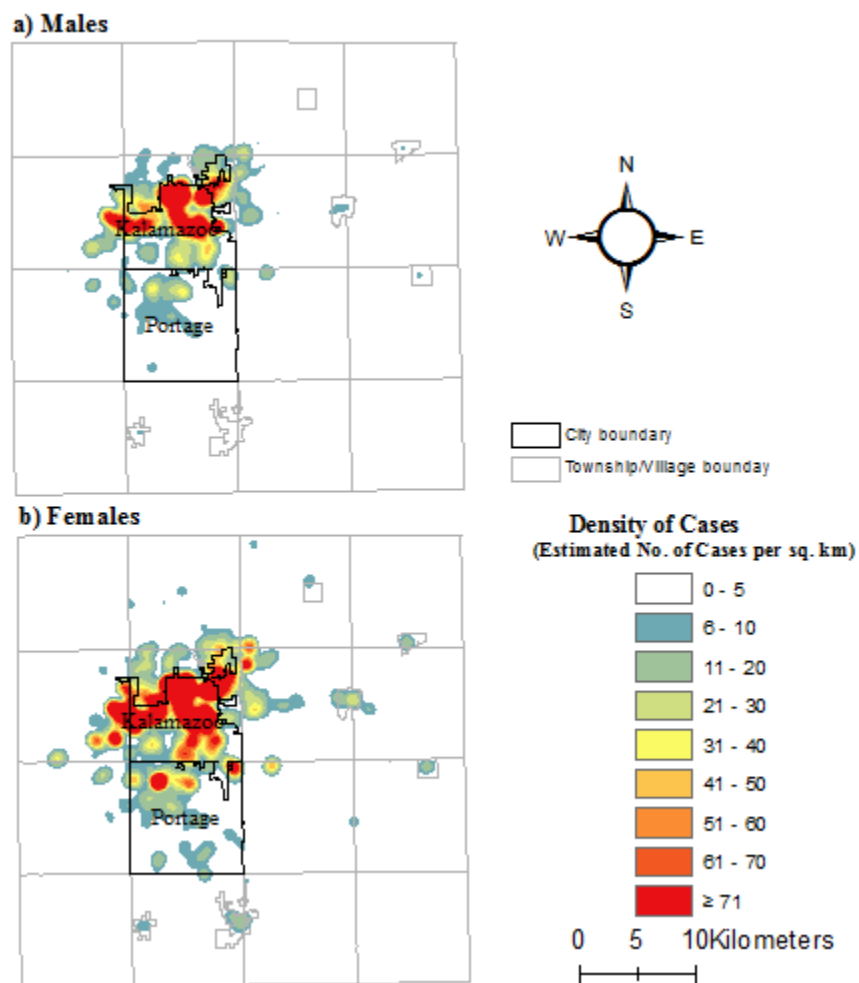 a) Males
Kalamazoo
Portage
N
W
E
S
City boundary
Township/Village bounday
b) Females
Kalamazoo
Portage
Density of Cases
(Estimated No. of Cases per sq. km)
0 - 5
6 - 10
11 - 20
21 - 30
31 - 40
41 - 50
51 - 60
61 - 70
≥ 71
0 5 10Kilometers